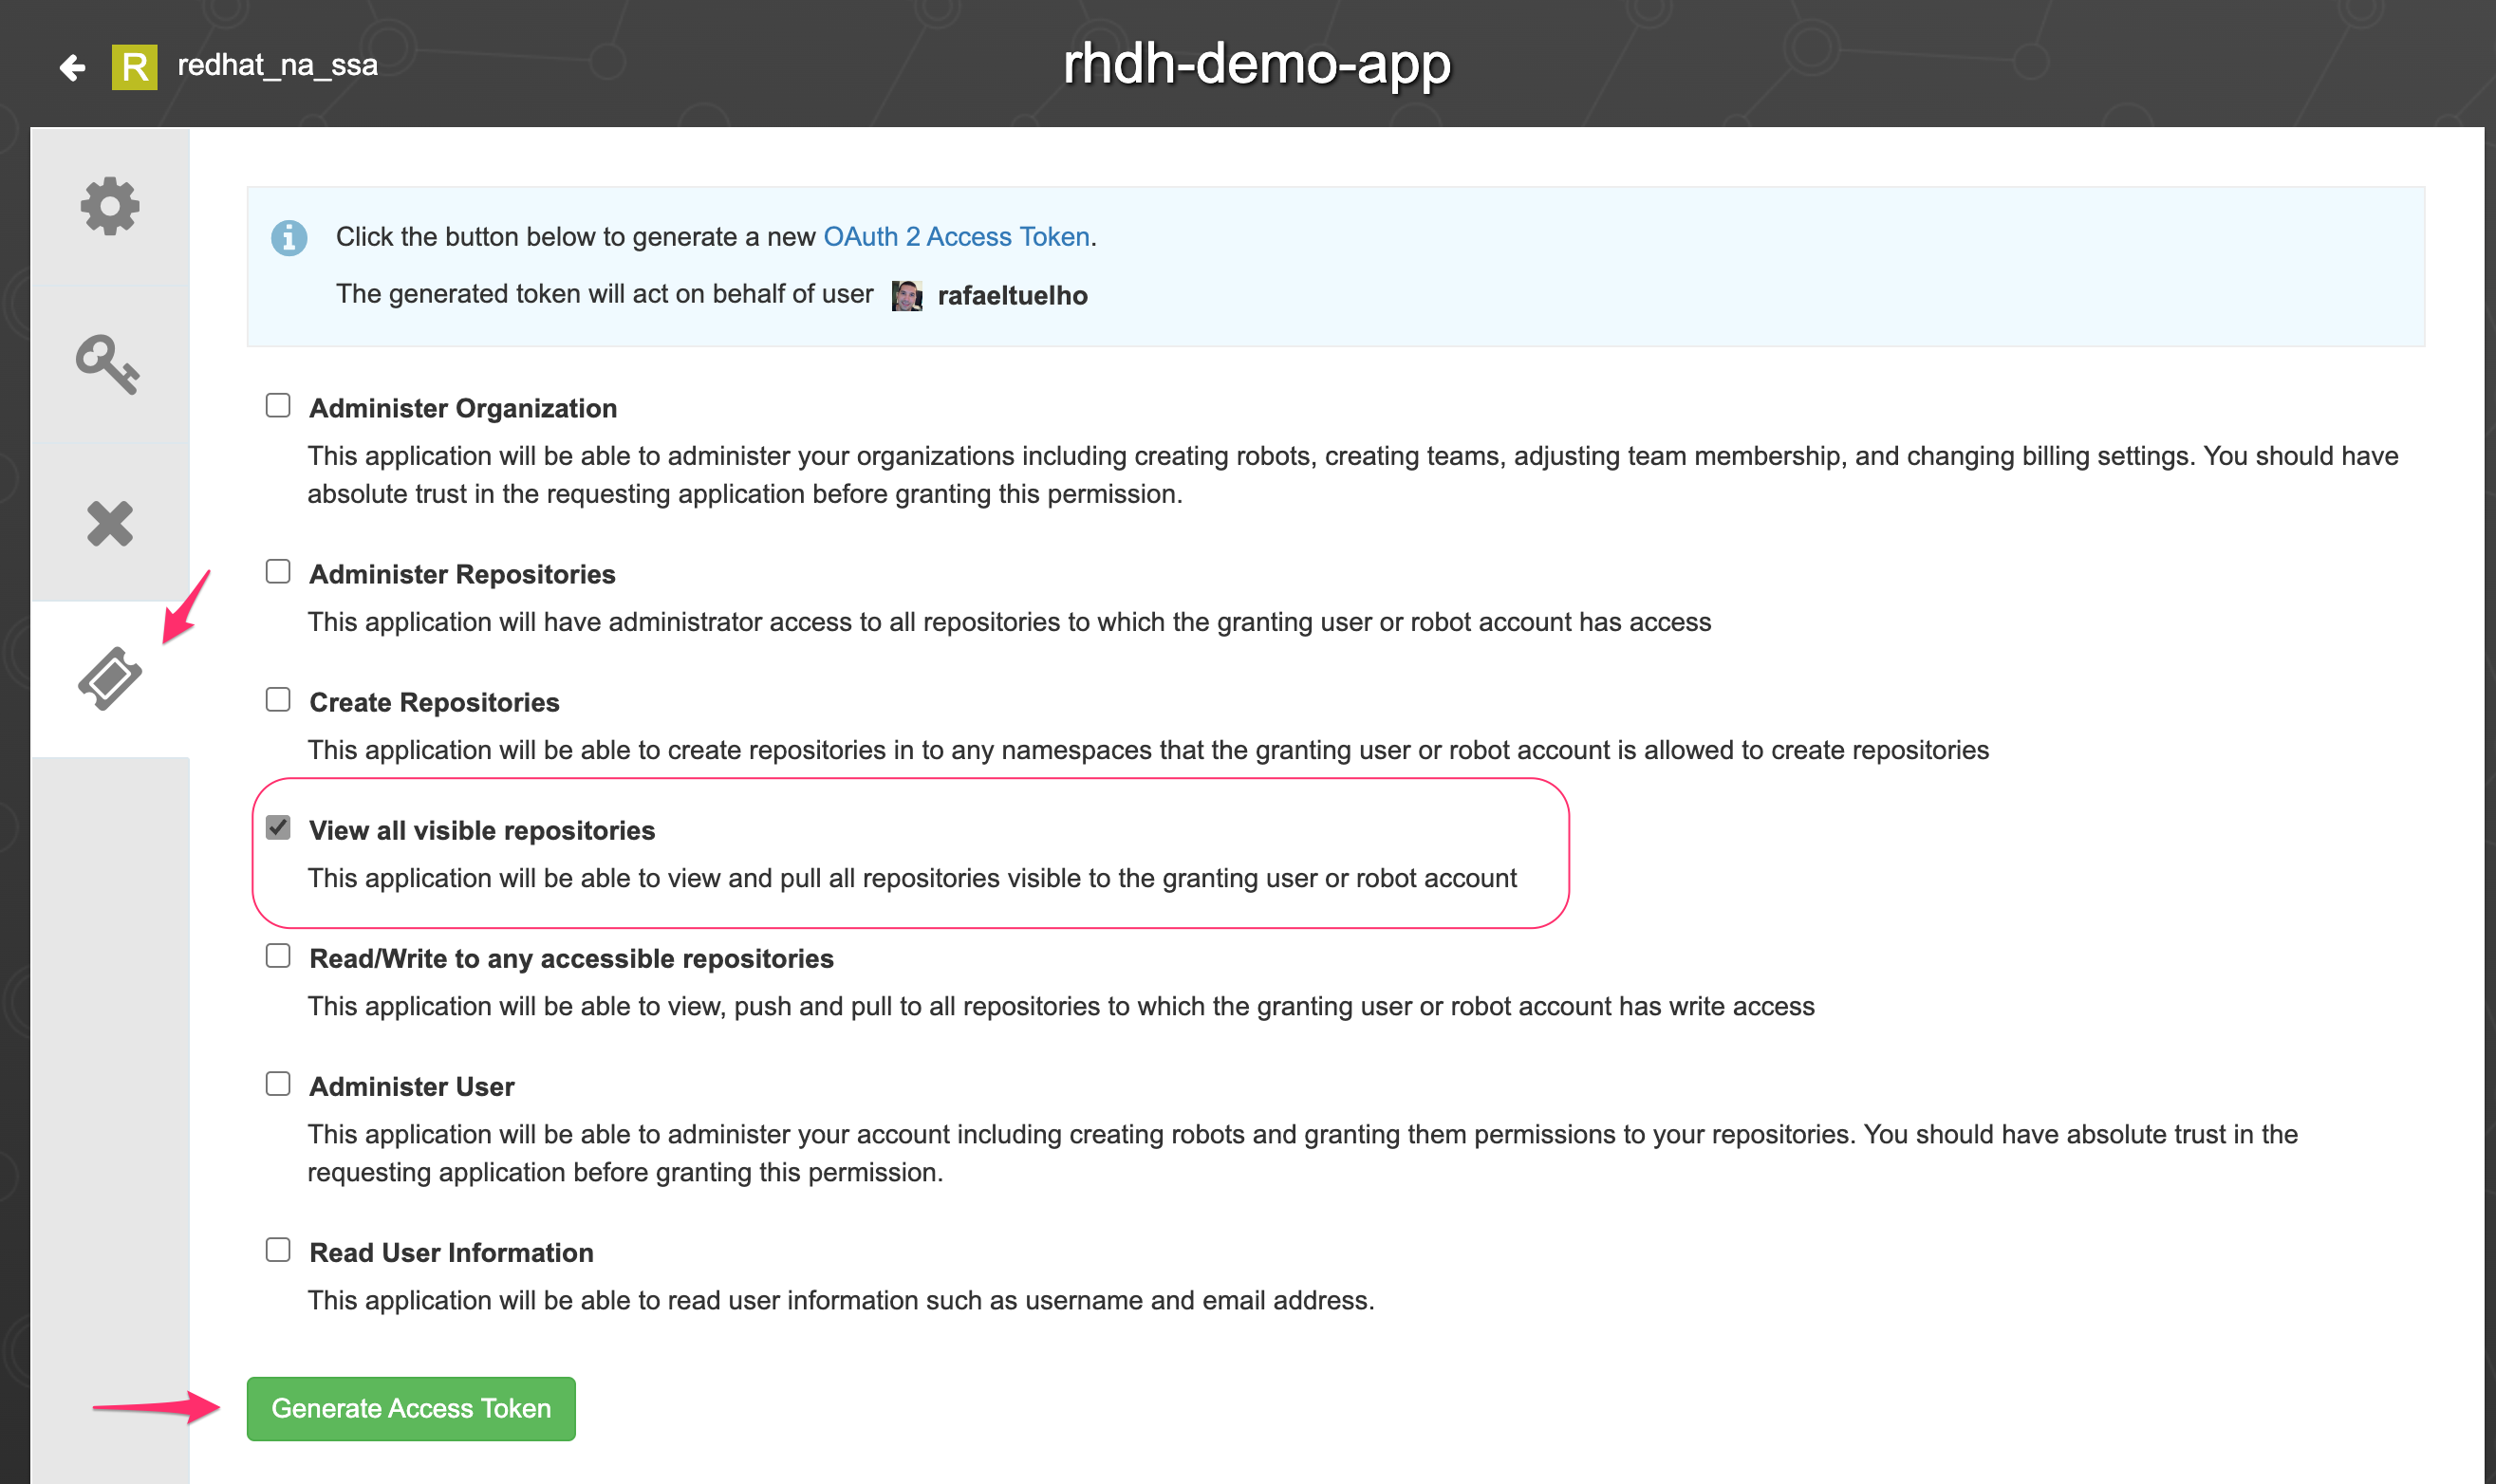 R redhat_na_ssa
rhdh-demo-app
Click the button below to generate a new OAuth 2 Access Token.
The generated token will act on behalf of user rafaeltuelho
Administer Organization
This application will be able to administer your organizations including creating robots, creating teams, adjusting team membership, and changing billing settings. You should have
absolute trust in the requesting application before granting this permission.
Administer Repositories
This application will have administrator access to all repositories to which the granting user or robot account has access
Create Repositories
This application will be able to create repositories in to any namespaces that the granting user or robot account is allowed to create repositories
View all visible repositories
This application will be able to view and pull all repositories visible to the granting user or robot account
Read/Write to any accessible repositories
This application will be able to view, push and pull to all repositories to which the granting user or robot account has write access
Administer User
This application will be able to administer your account including creating robots and granting them permissions to your repositories. You should have absolute trust in the
requesting application before granting this permission.
Read User Information
This application will be able to read user information such as username and email address.
Generate Access Token